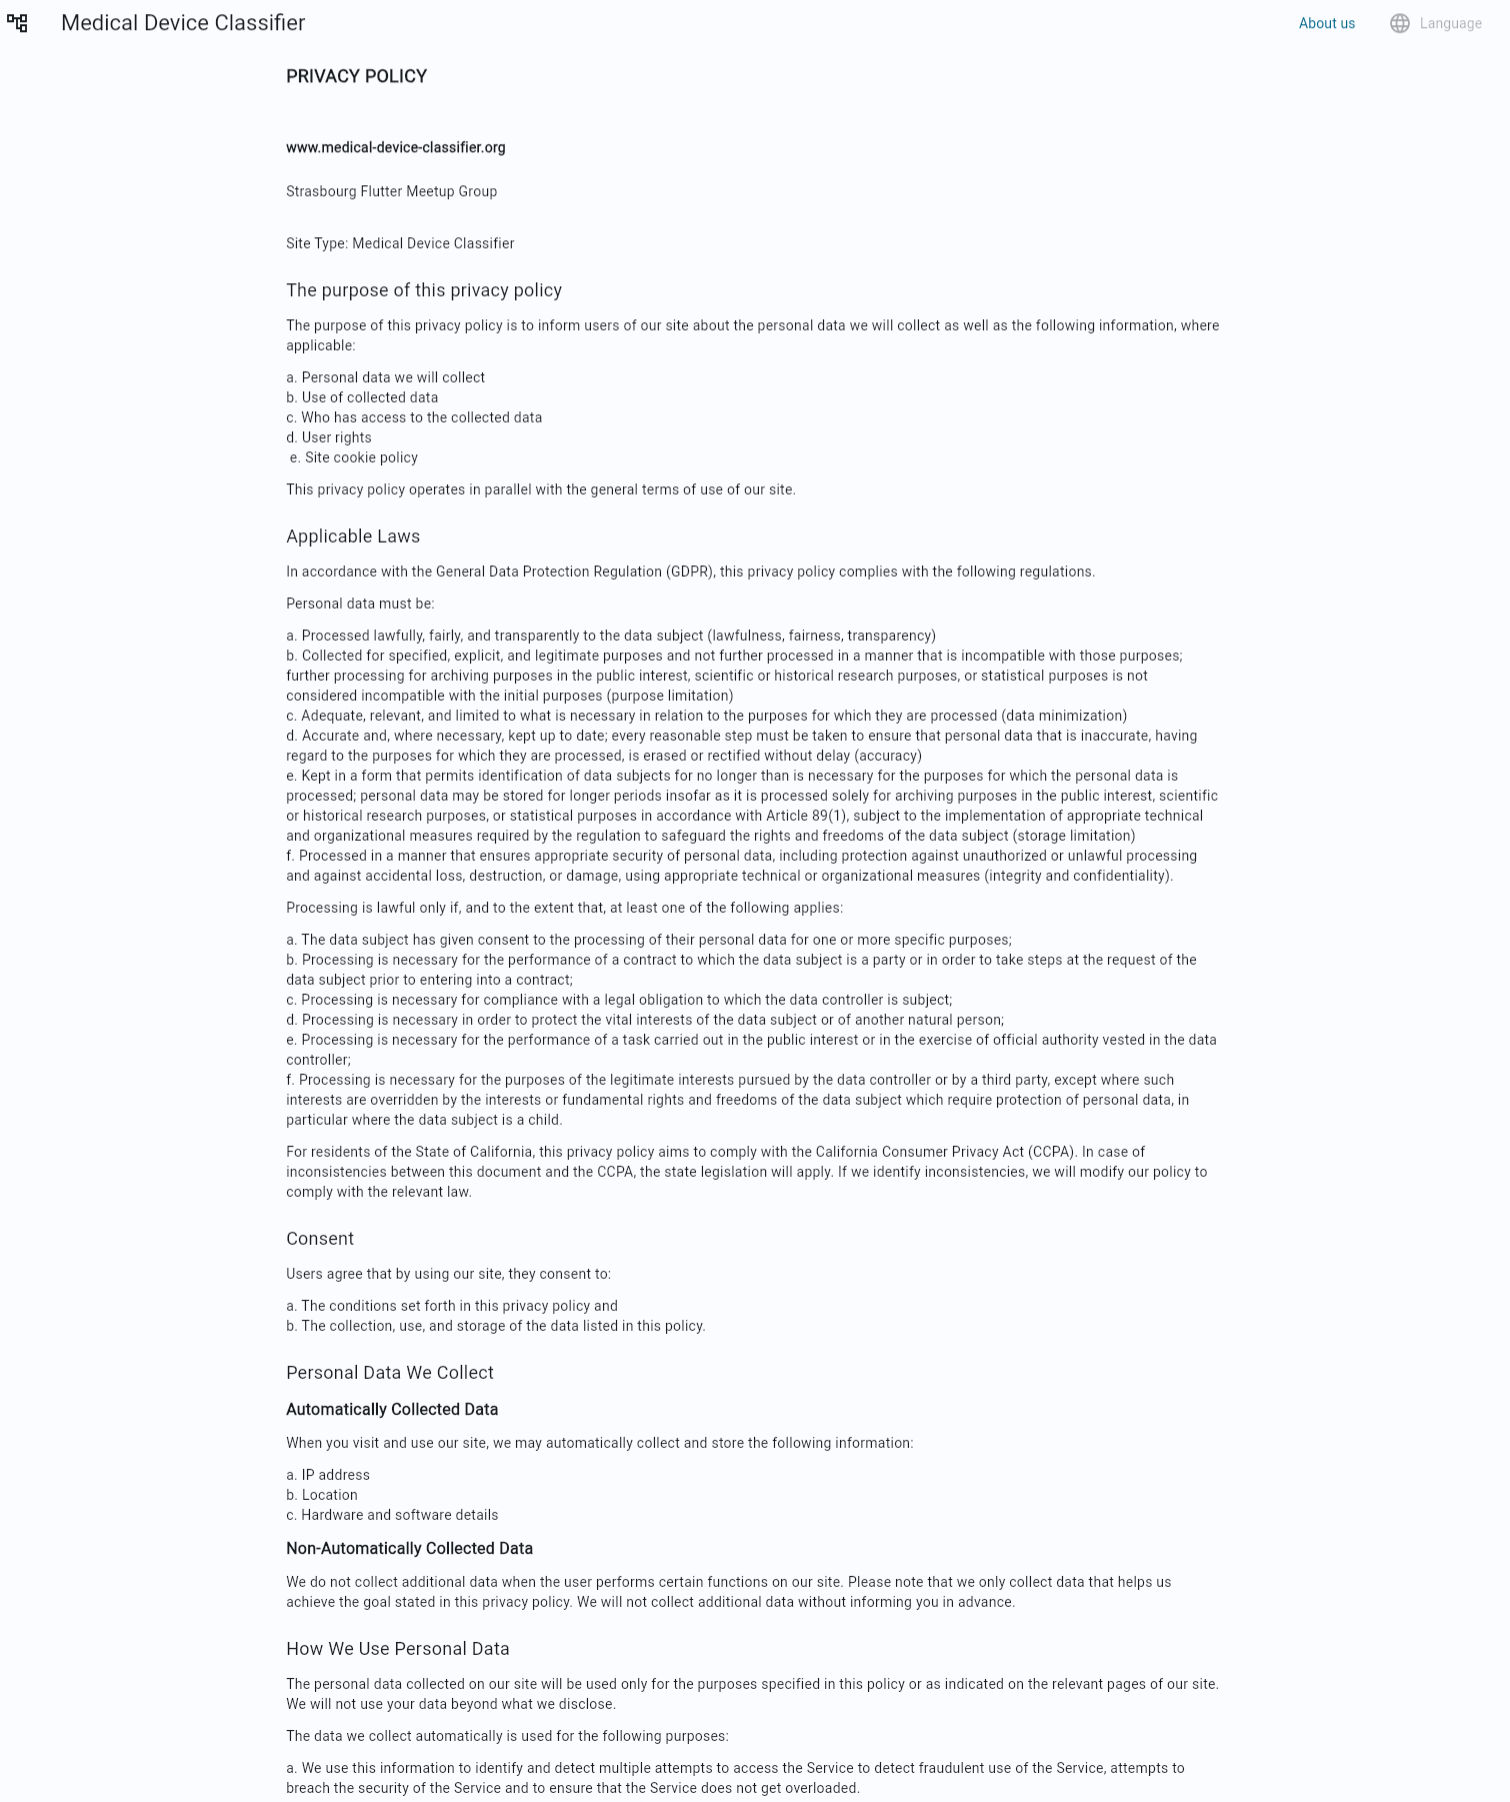 Medical Device Classifier
About us
Language
PRIVACY POLICY
www.medical-device-classifier.org
Strasbourg Flutter Meetup Group
Site Type: Medical Device Classifier
The purpose of this privacy policy
The purpose of this privacy policy is to inform users of our site about the personal data we will collect as well as the following information, where
applicable:
a. Personal data we will collect
b. Use of collected data
c. Who has access to the collected data
d. User rights
e. Site cookie policy
This privacy policy operates in parallel with the general terms of use of our site.
Applicable Laws
In accordance with the General Data Protection Regulation (GDPR), this privacy policy complies with the following regulations.
Personal data must be:
a. Processed lawfully, fairly, and transparently to the data subject (lawfulness, fairness, transparency)
b. Collected for specified, explicit, and legitimate purposes and not further processed in a manner that is incompatible with those purposes;
further processing for archiving purposes in the public interest, scientific or historical research purposes, or statistical purposes is not
considered incompatible with the initial purposes (purpose limitation)
c. Adequate, relevant, and limited to what is necessary in relation to the purposes for which they are processed (data minimization)
d. Accurate and, where necessary, kept up to date; every reasonable step must be taken to ensure that personal data that is inaccurate, having
regard to the purposes for which they are processed, is erased or rectified without delay (accuracy)
e. Kept in a form that permits identification of data subjects for no longer than is necessary for the purposes for which the personal data is
processed; personal data may be stored for longer periods insofar as it is processed solely for archiving purposes in the public interest, scientific
or historical research purposes, or statistical purposes in accordance with Article 89(1), subject to the implementation of appropriate technical
and organizational measures required by the regulation to safeguard the rights and freedoms of the data subject (storage limitation)
f. Processed in a manner that ensures appropriate security of personal data, including protection against unauthorized or unlawful processing
and against accidental loss, destruction, or damage, using appropriate technical or organizational measures (integrity and confidentiality).
Processing is lawful only if, and to the extent that, at least one of the following applies:
a. The data subject has given consent to the processing of their personal data for one or more specific purposes;
b. Processing is necessary for the performance of a contract to which the data subject is a party or in order to take steps at the request of the
data subject prior to entering into a contract;
c. Processing is necessary for compliance with a legal obligation to which the data controller is subject;
d. Processing is necessary in order to protect the vital interests of the data subject or of another natural person;
e. Processing is necessary for the performance of a task carried out in the public interest or in the exercise of official authority vested in the data
controller;
f. Processing is necessary for the purposes of the legitimate interests pursued by the data controller or by a third party, except where such
interests are overridden by the interests or fundamental rights and freedoms of the data subject which require protection of personal data, in
particular where the data subject is a child.
For residents of the State of California, this privacy policy aims to comply with the California Consumer Privacy Act (CCPA). In case of
inconsistencies between this document and the CCPA, the state legislation will apply. If we identify inconsistencies, we will modify our policy to
comply with the relevant law.
Consent
Users agree that by using our site, they consent to:
a. The conditions set forth in this privacy policy and
b. The collection, use, and storage of the data listed in this policy.
Personal Data We Collect
Automatically Collected Data
When you visit and use our site, we may automatically collect and store the following information:
a. IP address
b. Location
c. Hardware and software details
Non-Automatically Collected Data
We do not collect additional data when the user performs certain functions on our site. Please note that we only collect data that helps us
achieve the goal stated in this privacy policy. We will not collect additional data without informing you in advance.
How We Use Personal Data
The personal data collected on our site will be used only for the purposes specified in this policy or as indicated on the relevant pages of our site.
We will not use your data beyond what we disclose.
The data we collect automatically is used for the following purposes:
a. We use this information to identify and detect multiple attempts to access the Service to detect fraudulent use of the Service, attempts to
breach the security of the Service and to ensure that the Service does not get overloaded.